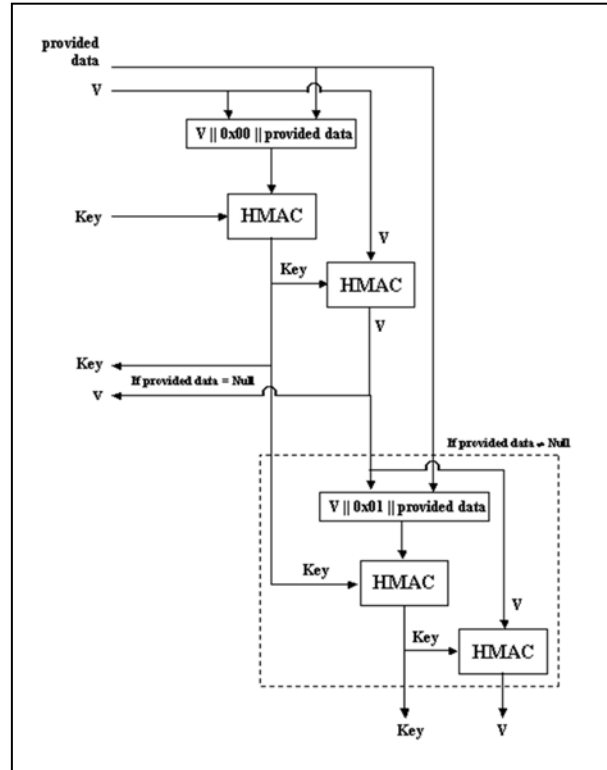 provided
data
V
V || 0x00 || provided data
Key
HMAC
V
Key
HMAC
V
Key
If provided data = Null
V
If provided data ≠ Null
V || 0x01 || provided data
Key
HMAC
V
Key
HMAC
Key
V